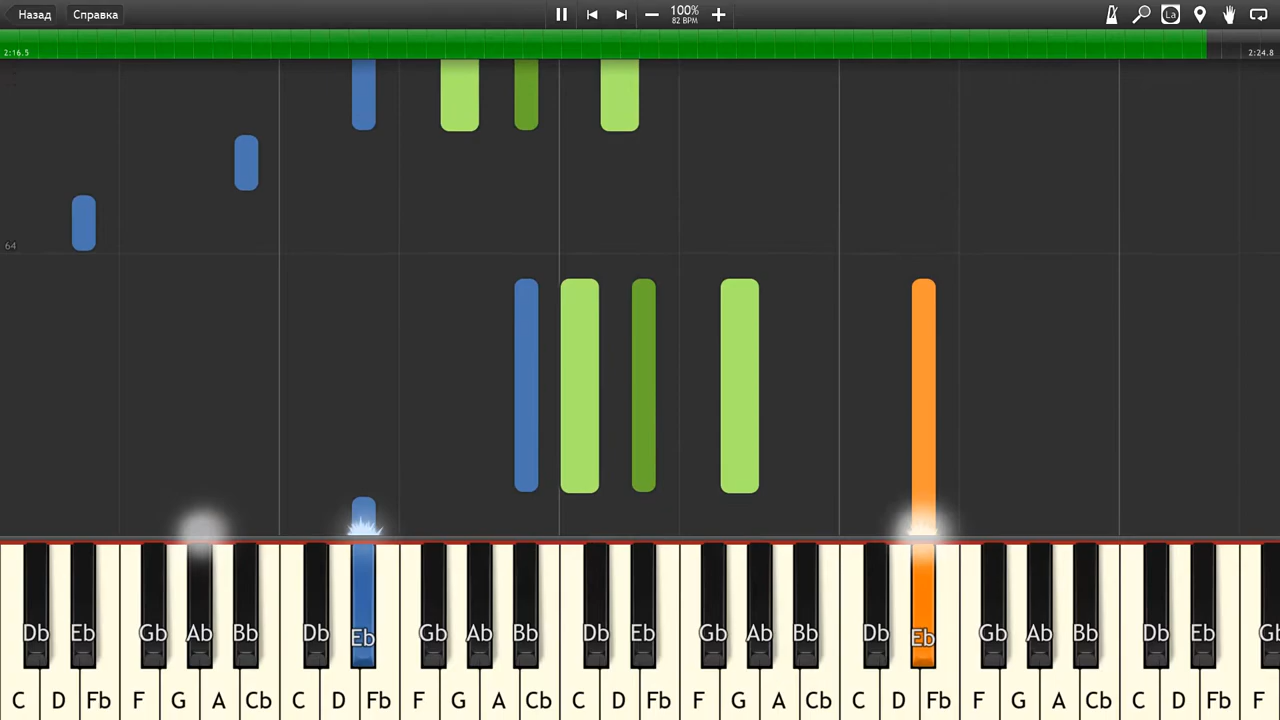 Назад Справка 100% La
82 BPM
2:16.5 2:24.8
64
Db Eb Gb Ab Bb Db Eb Gb Ab Bb Db Eb Gb Ab Bb Db Eb Gb Ab Bb Db Eb Gb
C D Fb F G A Cb C D Fb F G A Cb C D Fb F G A Cb C D Fb F G A Cb C D Fb F